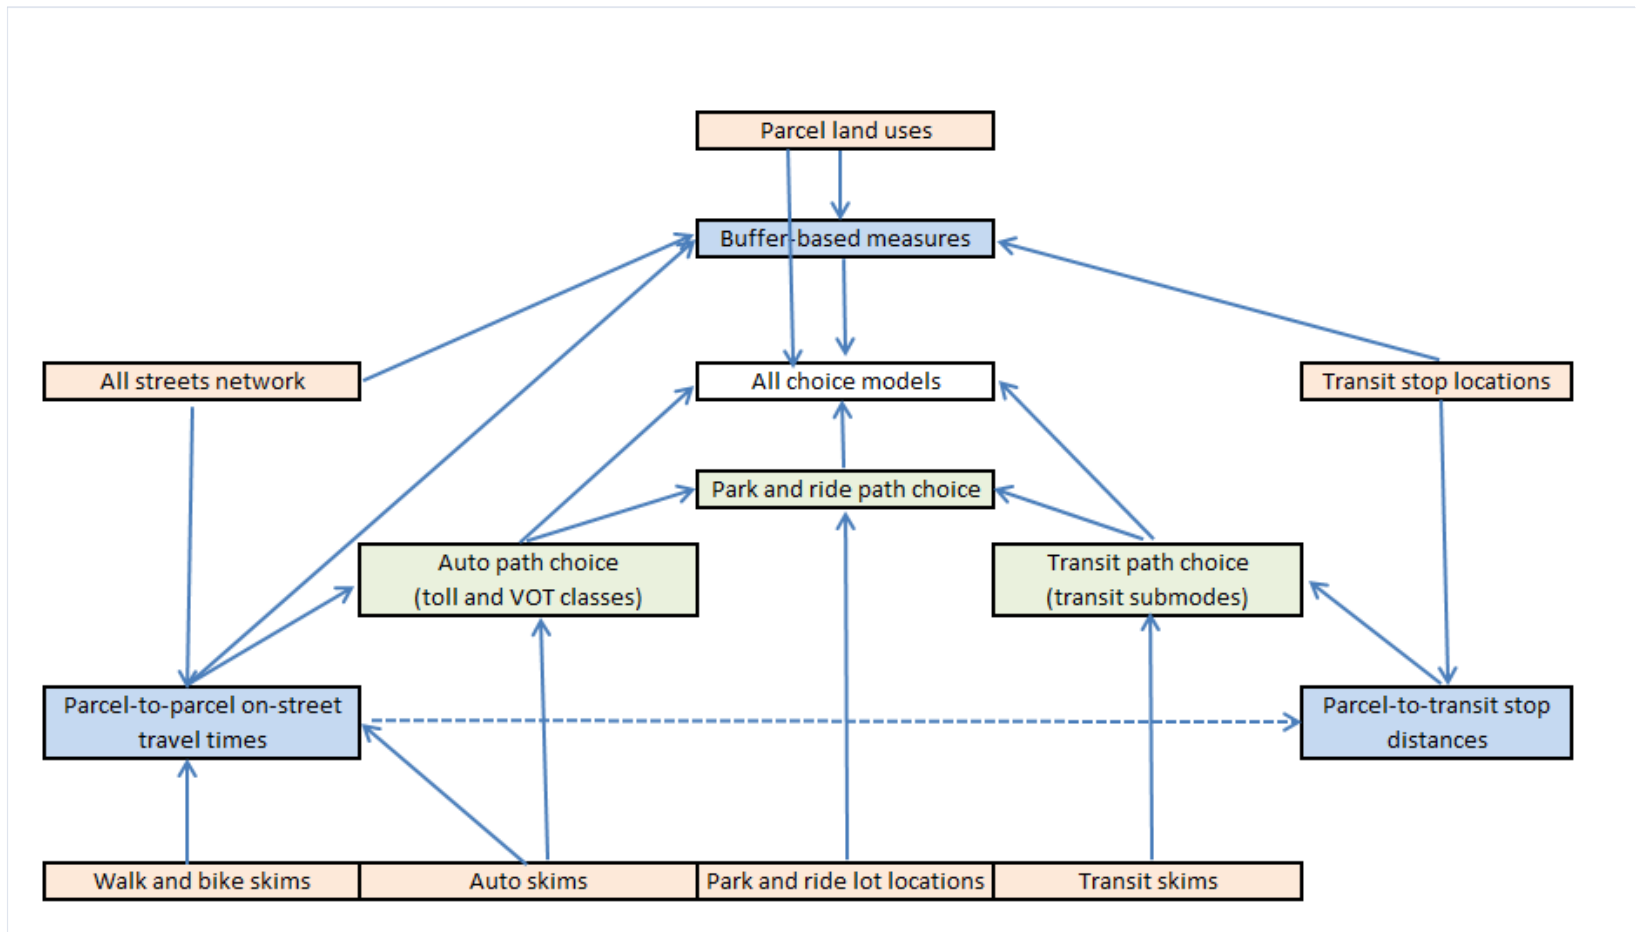 Parcel land uses
Buffer-based measures
All streets network
All choice models
Transit stop locations
Park and ride path choice
Auto path choice
(toll and VOT classes)
Transit path choice
(transit submodes)
Parcel-to-parcel on-street
travel times
Parcel-to-transit stop
distances
Walk and bike skims
Auto skims
Park and ride lot locations
Transit skims